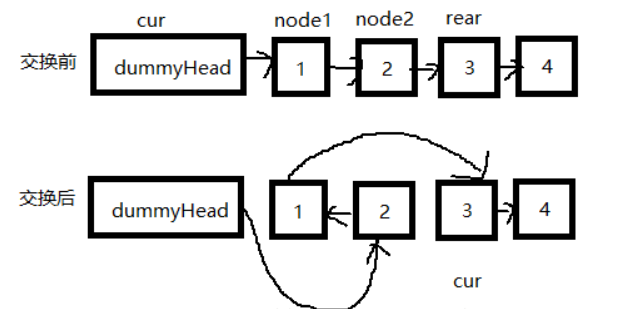 cur node1 node2 rear
交换前 dummyHead 1 2 3 4
交换后 dummyHead 1 2 3 4
cur